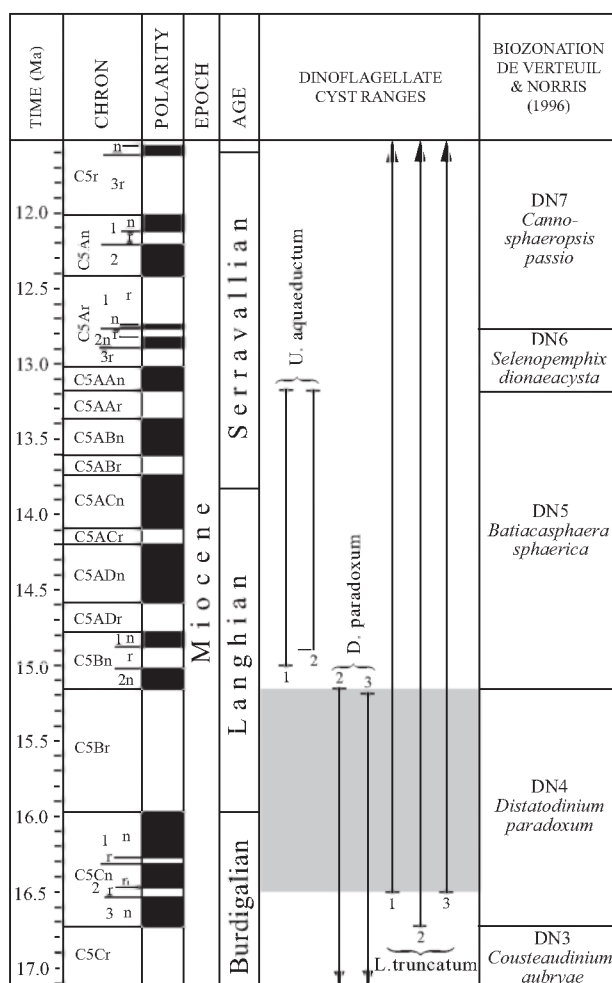 TIME (Ma)
CHRON
POLARITY
EPOCH
AGE
DINOFLAGELLATE
CYST RANGES
BIOZONATION
DE VERTEUIL
& NORRIS
(1996)
12.0
12.5
13.0
13.5
14.0
14.5
15.0
15.5
16.0
16.5
17.0
n
C5r
3r
1 n
r
C5An
2
1 r
C5Ar
n
r
2n
3r
C5AAn
C5AAr
C5ABn
C5ABr
C5ACn
C5ACr
C5ADn
C5ADr
1 n
r
C5Bn
2n
C5Br
1 n
r
C5Cn
n
2
r
3 n
C5Cr
Miocene
Serravallian
Langhian
Burdigalian
U. aquaeductum
1
2
D. paradoxum
2
3
1
3
2
L.truncatum
DN7
Canno-
sphaeropsis
passio
DN6
Selenopemphix
dionaeacysta
DN5
Batiacasphaera
sphaerica
DN4
Distatodinium
paradoxum
DN3
Cousteaudinium
aubryae